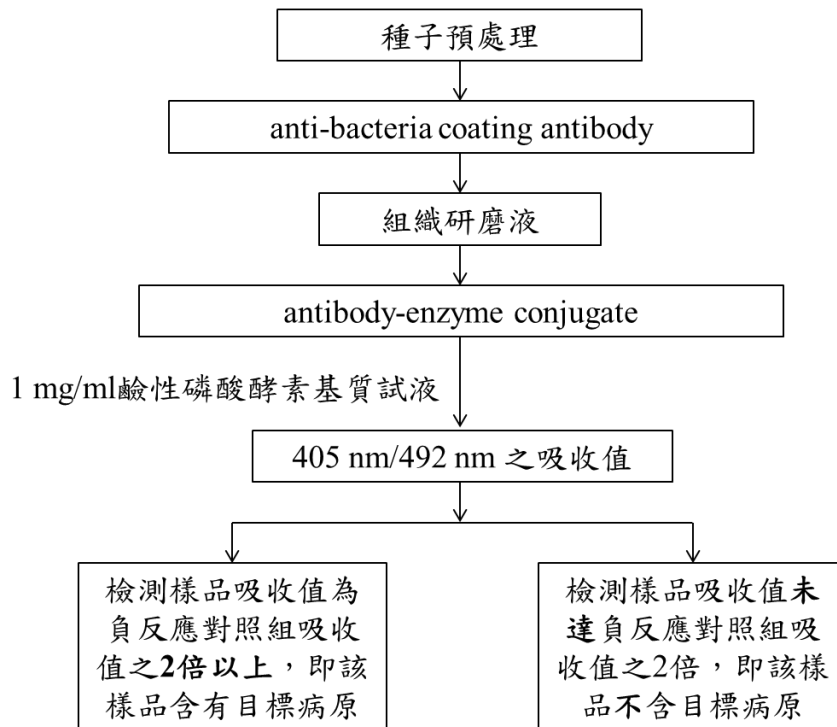 種子預處理
anti-bacteria coating antibody
組織研磨液
antibody-enzyme conjugate
1 mg/ml鹼性磷酸酵素基質試液
405 nm/492 nm 之吸收值
檢測樣品吸收值為
負反應對照組吸收
值之2倍以上，即該
樣品含有目標病原
檢測樣品吸收值未
達負反應對照組吸
收值之2倍，即該樣
品不含目標病原